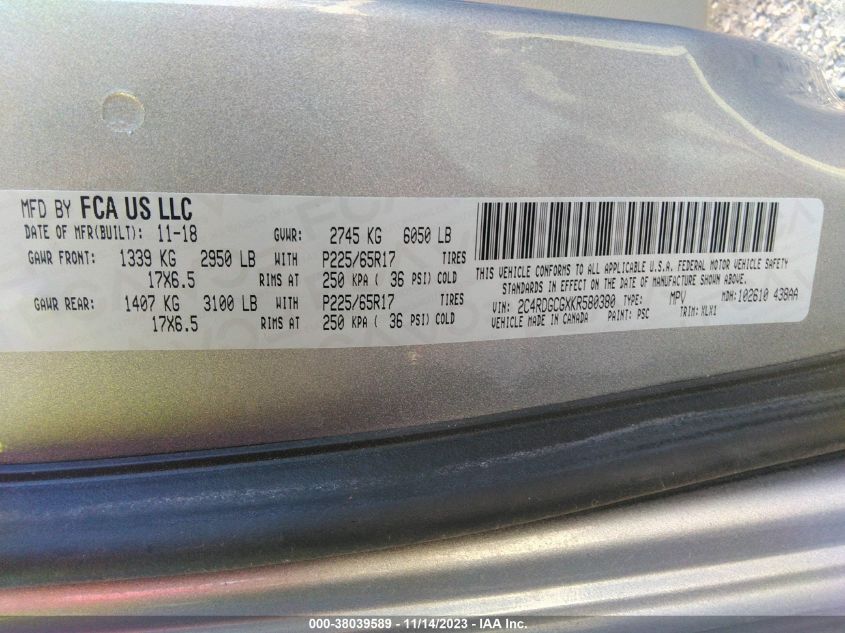 MFD BY FCA US LLC
DATE OF MFR(BUILT): 11-18 GVWR: 2745 KG 6050 LB
GAWR FRONT: 1339 KG 2950 LB WITH P225/65R17 TIRES
17X6.5 RIMS AT 250 KPA ( 36 PSI) COLD
GAWR REAR: 1407 KG 3100 LB WITH P225/65R17 TIRES
17X6.5 RIMS AT 250 KPA ( 36 PSI) COLD
THIS VEHICLE CONFORMS TO ALL APPLICABLE U.S.A. FEDERAL MOTOR VEHICLE SAFETY
STANDARDS IN EFFECT ON THE DATE OF MANUFACTURE SHOWN ABOVE.
VIN: 2C4RDGCGXKR580380 TYPE: MPV MDH: 102610 438AA
VEHICLE MADE IN CANADA PAINT: PSC TRIM: XLX1
000-38039589 - 11/14/2023 - IAA Inc.